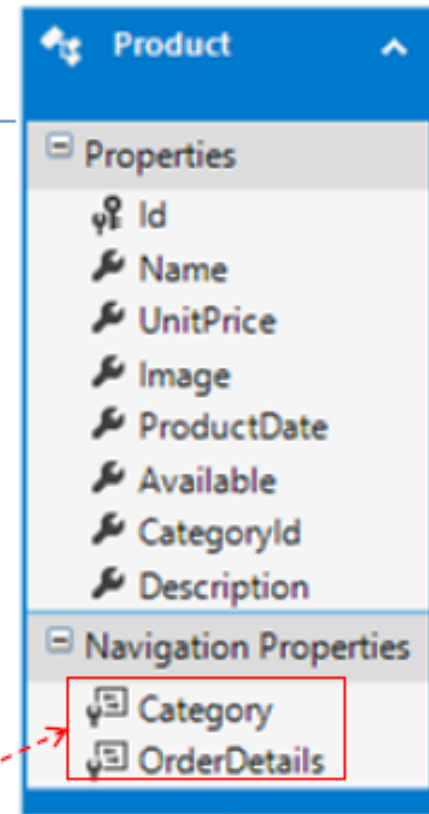 Product
Properties
Id
Name
UnitPrice
Image
ProductDate
Available
CategoryId
Description
Navigation Properties
Category
OrderDetails